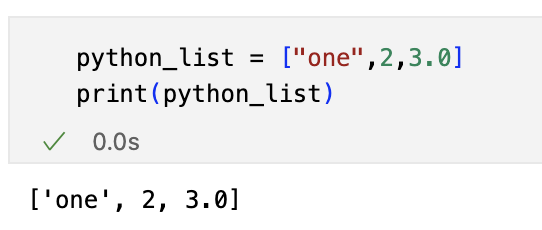 python_list = ["one",2,3.0]
print(python_list)
✓ 0.0s
['one', 2, 3.0]